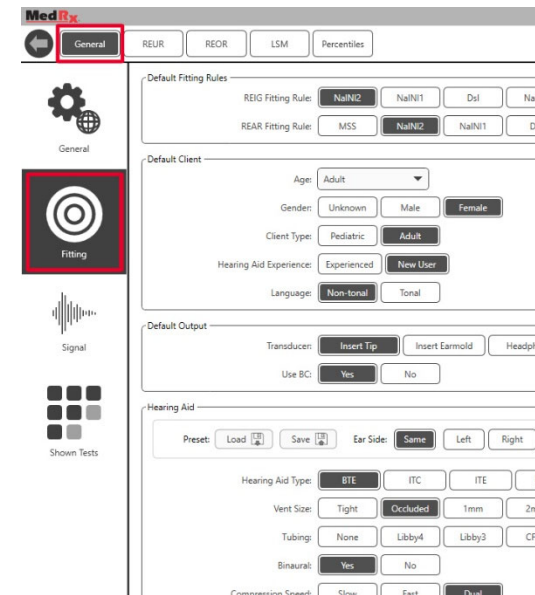 MedRx
General REUR REOR LSM Percentiles
Default Fitting Rules
REIG Fitting Rule: NalNl2 NalNl1 Dsl Na
REAR Fitting Rule: MSS NalNl2 NalNl1 D
General
Default Client
Age: Adult
Gender: Unknown Male Female
Client Type: Pediatric Adult
Fitting
Hearing Aid Experience: Experienced New User
Language: Non-tonal Tonal
Default Output
Transducer: Insert Tip Insert Earmold Headph
Signal
Use BC: Yes No
Hearing Aid
Preset: Load Save Ear Side: Same Left Right
Shown Tests
Hearing Aid Type: BTE ITC ITE
Vent Size: Tight Occluded 1mm 2m
Tubing: None Libby4 Libby3 CF
Binaural: Yes No
Compression Speed: Slow Fast Dual